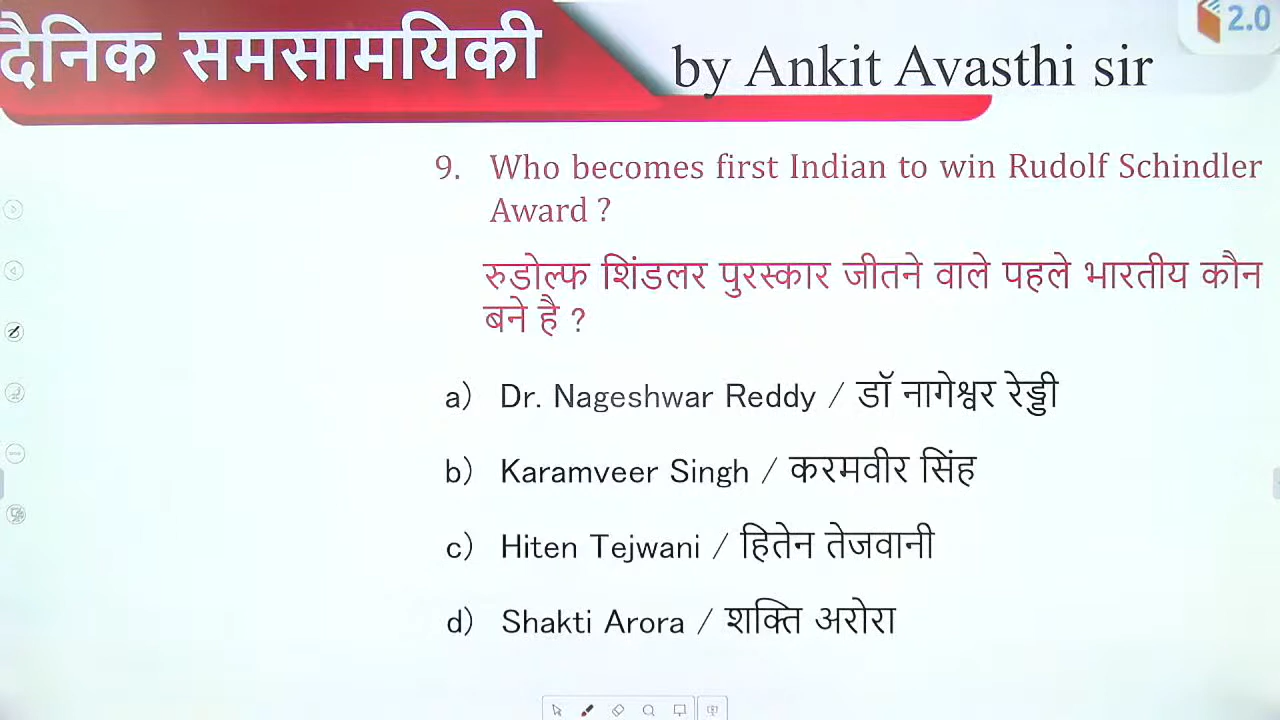 दैनिक समसामयिकी
by Ankit Avasthi sir
2.0
9. Who becomes first Indian to win Rudolf Schindler
Award ?
रुडोल्फ शिंडलर पुरस्कार जीतने वाले पहले भारतीय कौन
बने है ?
a) Dr. Nageshwar Reddy / डॉ नागेश्वर रेड्डी
b) Karamveer Singh / करमवीर सिंह
c) Hiten Tejwani / हितेन तेजवानी
d) Shakti Arora / शक्ति अरोरा